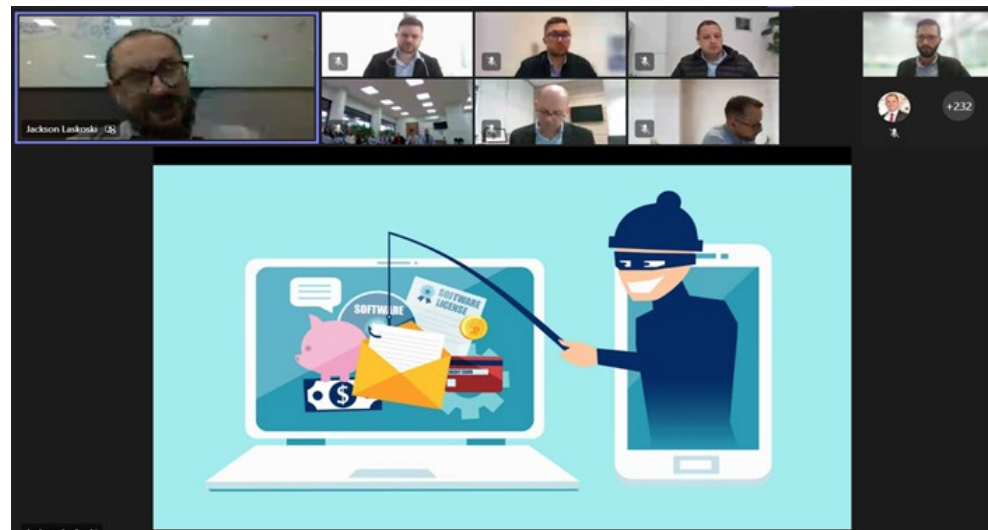 Jackson Laskoski
+232
SOFTWARE
SOFTWARE
LICENSE
$